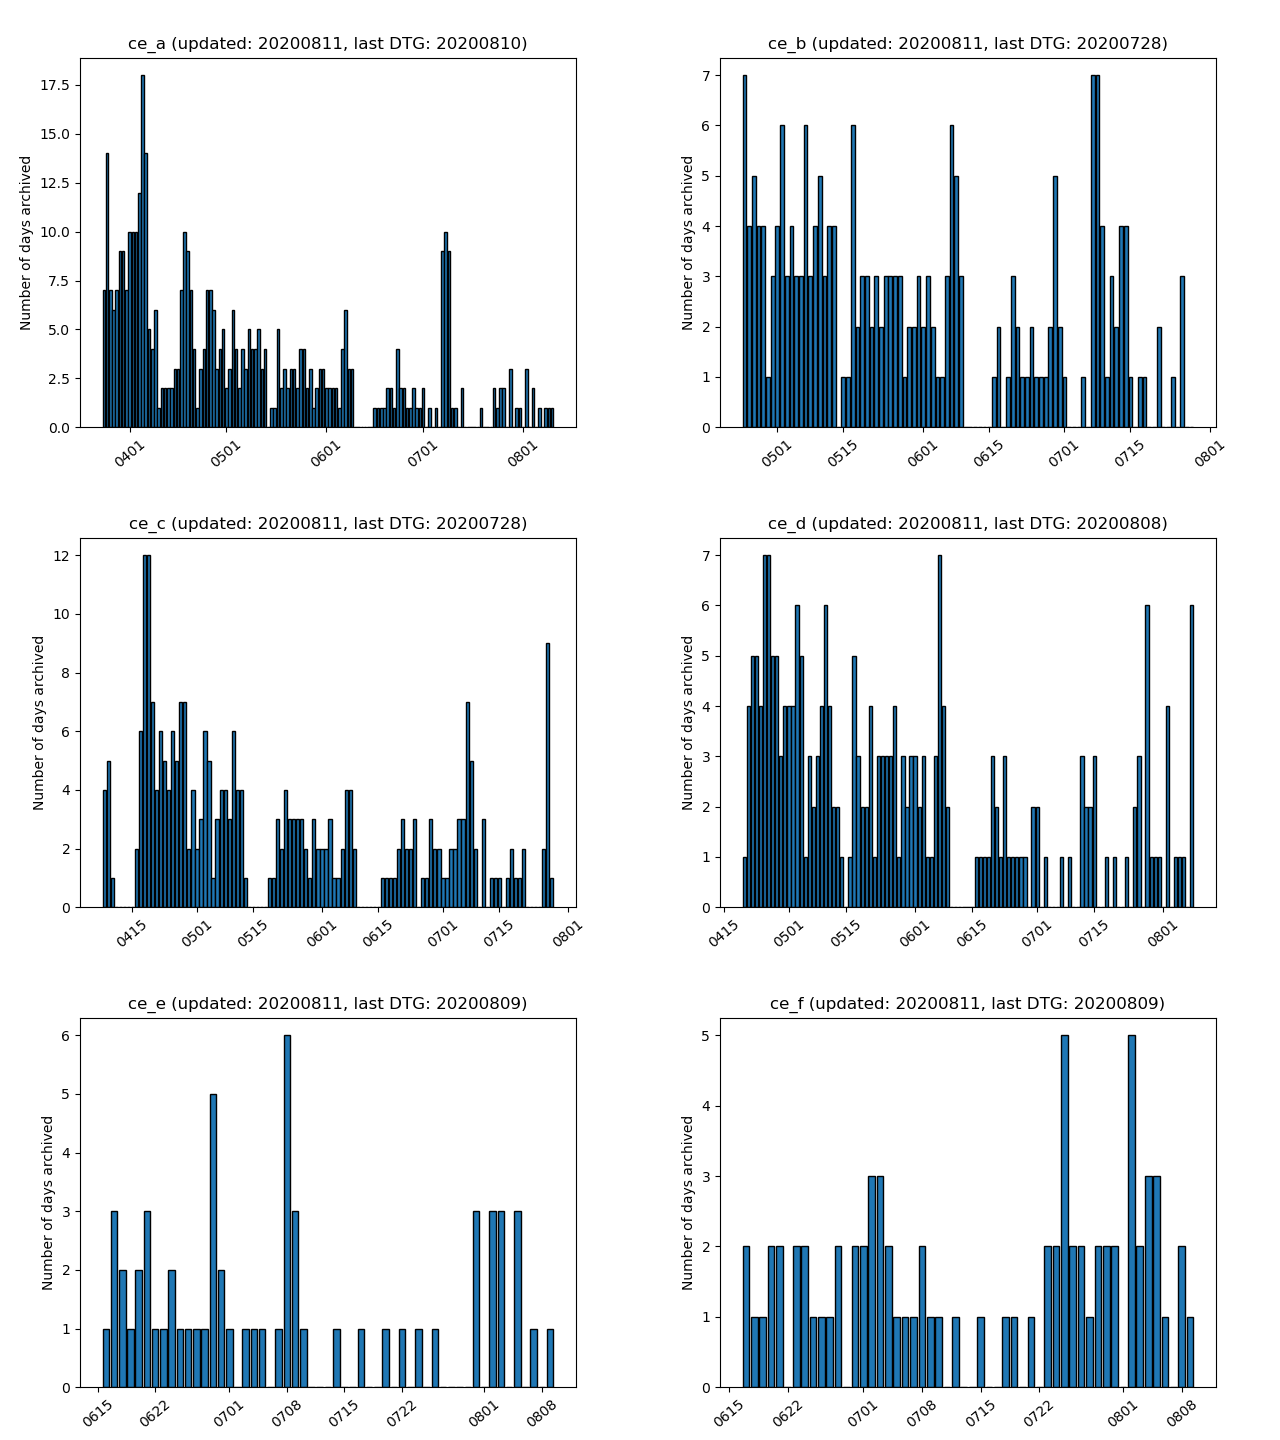 ce_a (updated: 20200811, last DTG: 20200810)
Number of days archived
17.5
15.0
12.5
10.0
7.5
5.0
2.5
0.0
0401 0501 0601 0701 0801
ce_b (updated: 20200811, last DTG: 20200728)
Number of days archived
7
6
5
4
3
2
1
0
0501 0515 0601 0615 0701 0715 0801
ce_c (updated: 20200811, last DTG: 20200728)
Number of days archived
12
10
8
6
4
2
0
0415 0501 0515 0601 0615 0701 0715 0801
ce_d (updated: 20200811, last DTG: 20200808)
Number of days archived
7
6
5
4
3
2
1
0
0415 0501 0515 0601 0615 0701 0715 0801
ce_e (updated: 20200811, last DTG: 20200809)
Number of days archived
6
5
4
3
2
1
0
0615 0622 0701 0708 0715 0722 0801 0808
ce_f (updated: 20200811, last DTG: 20200809)
Number of days archived
5
4
3
2
1
0
0615 0622 0701 0708 0715 0722 0801 0808